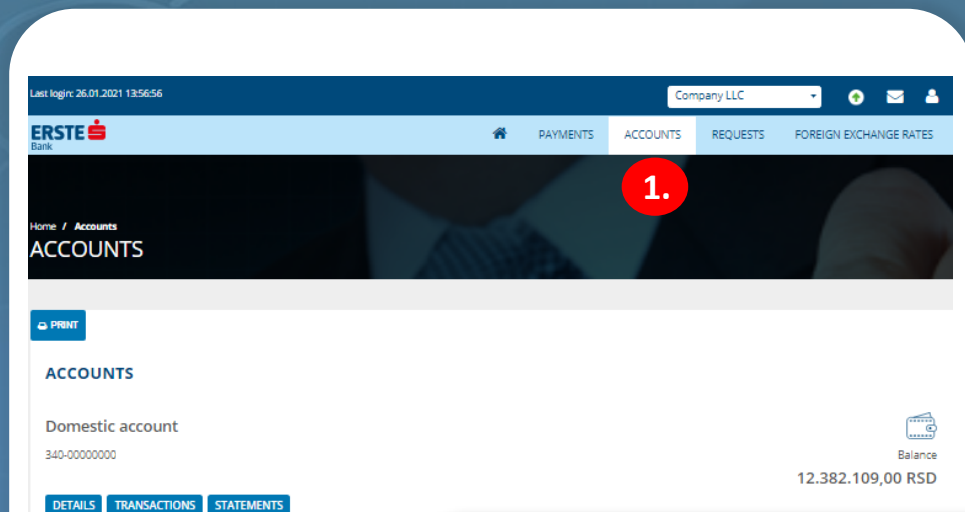 Last login: 26.01.2021 13:56:56
Company LLC
ERSTE
Bank
PAYMENTS ACCOUNTS REQUESTS FOREIGN EXCHANGE RATES
1.
Home / Accounts
ACCOUNTS
PRINT
ACCOUNTS
Domestic account
340-00000000
Balance
12.382.109,00 RSD
DETAILS TRANSACTIONS STATEMENTS